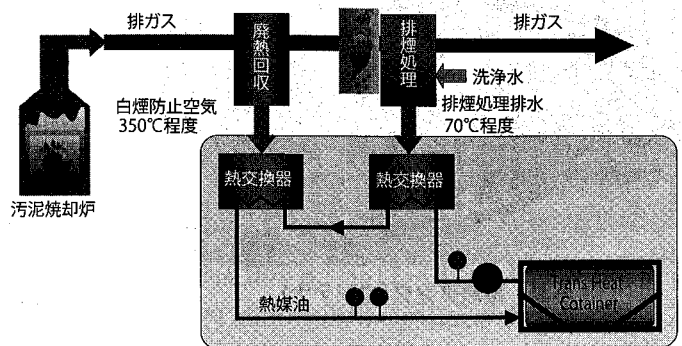 排ガス
排ガス
廃熱回収
排煙処理
洗浄水
白煙防止空気
350℃程度
排煙処理排水
70℃程度
熱交換器
熱交換器
汚泥焼却炉
熱媒油
Trans Heat
Cotainer